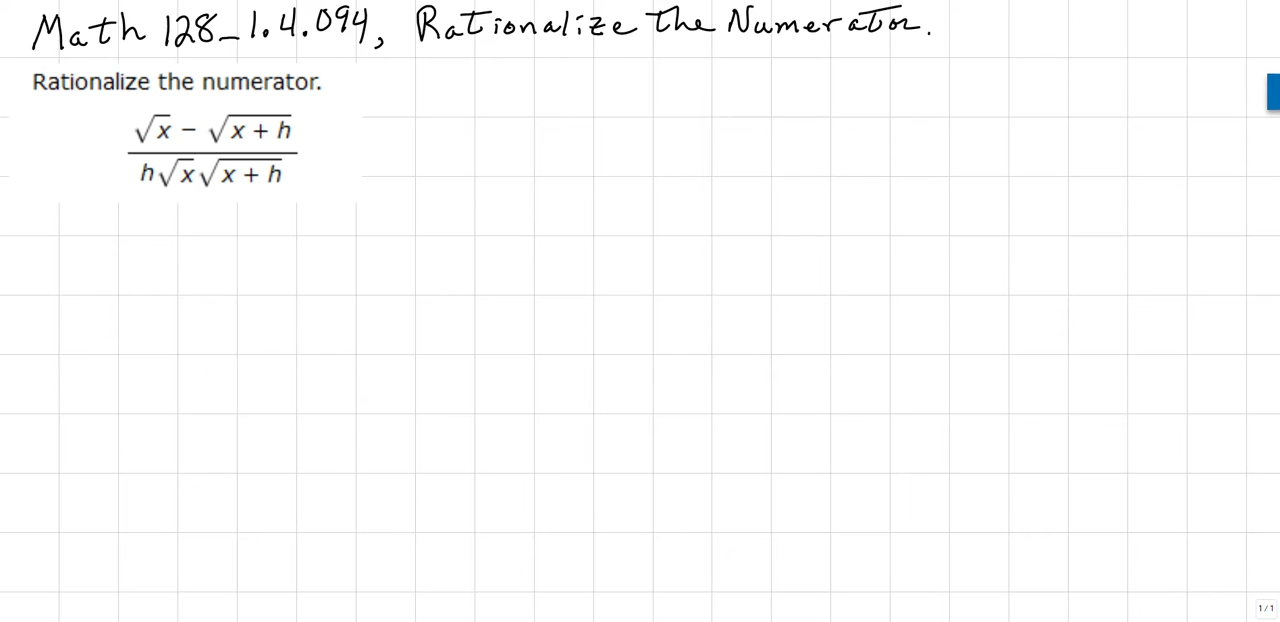 Math 128_1.4.094, Rationalize the Numerator.
Rationalize the numerator.
√x − √(x + h)
h√x√(x + h)
1/1